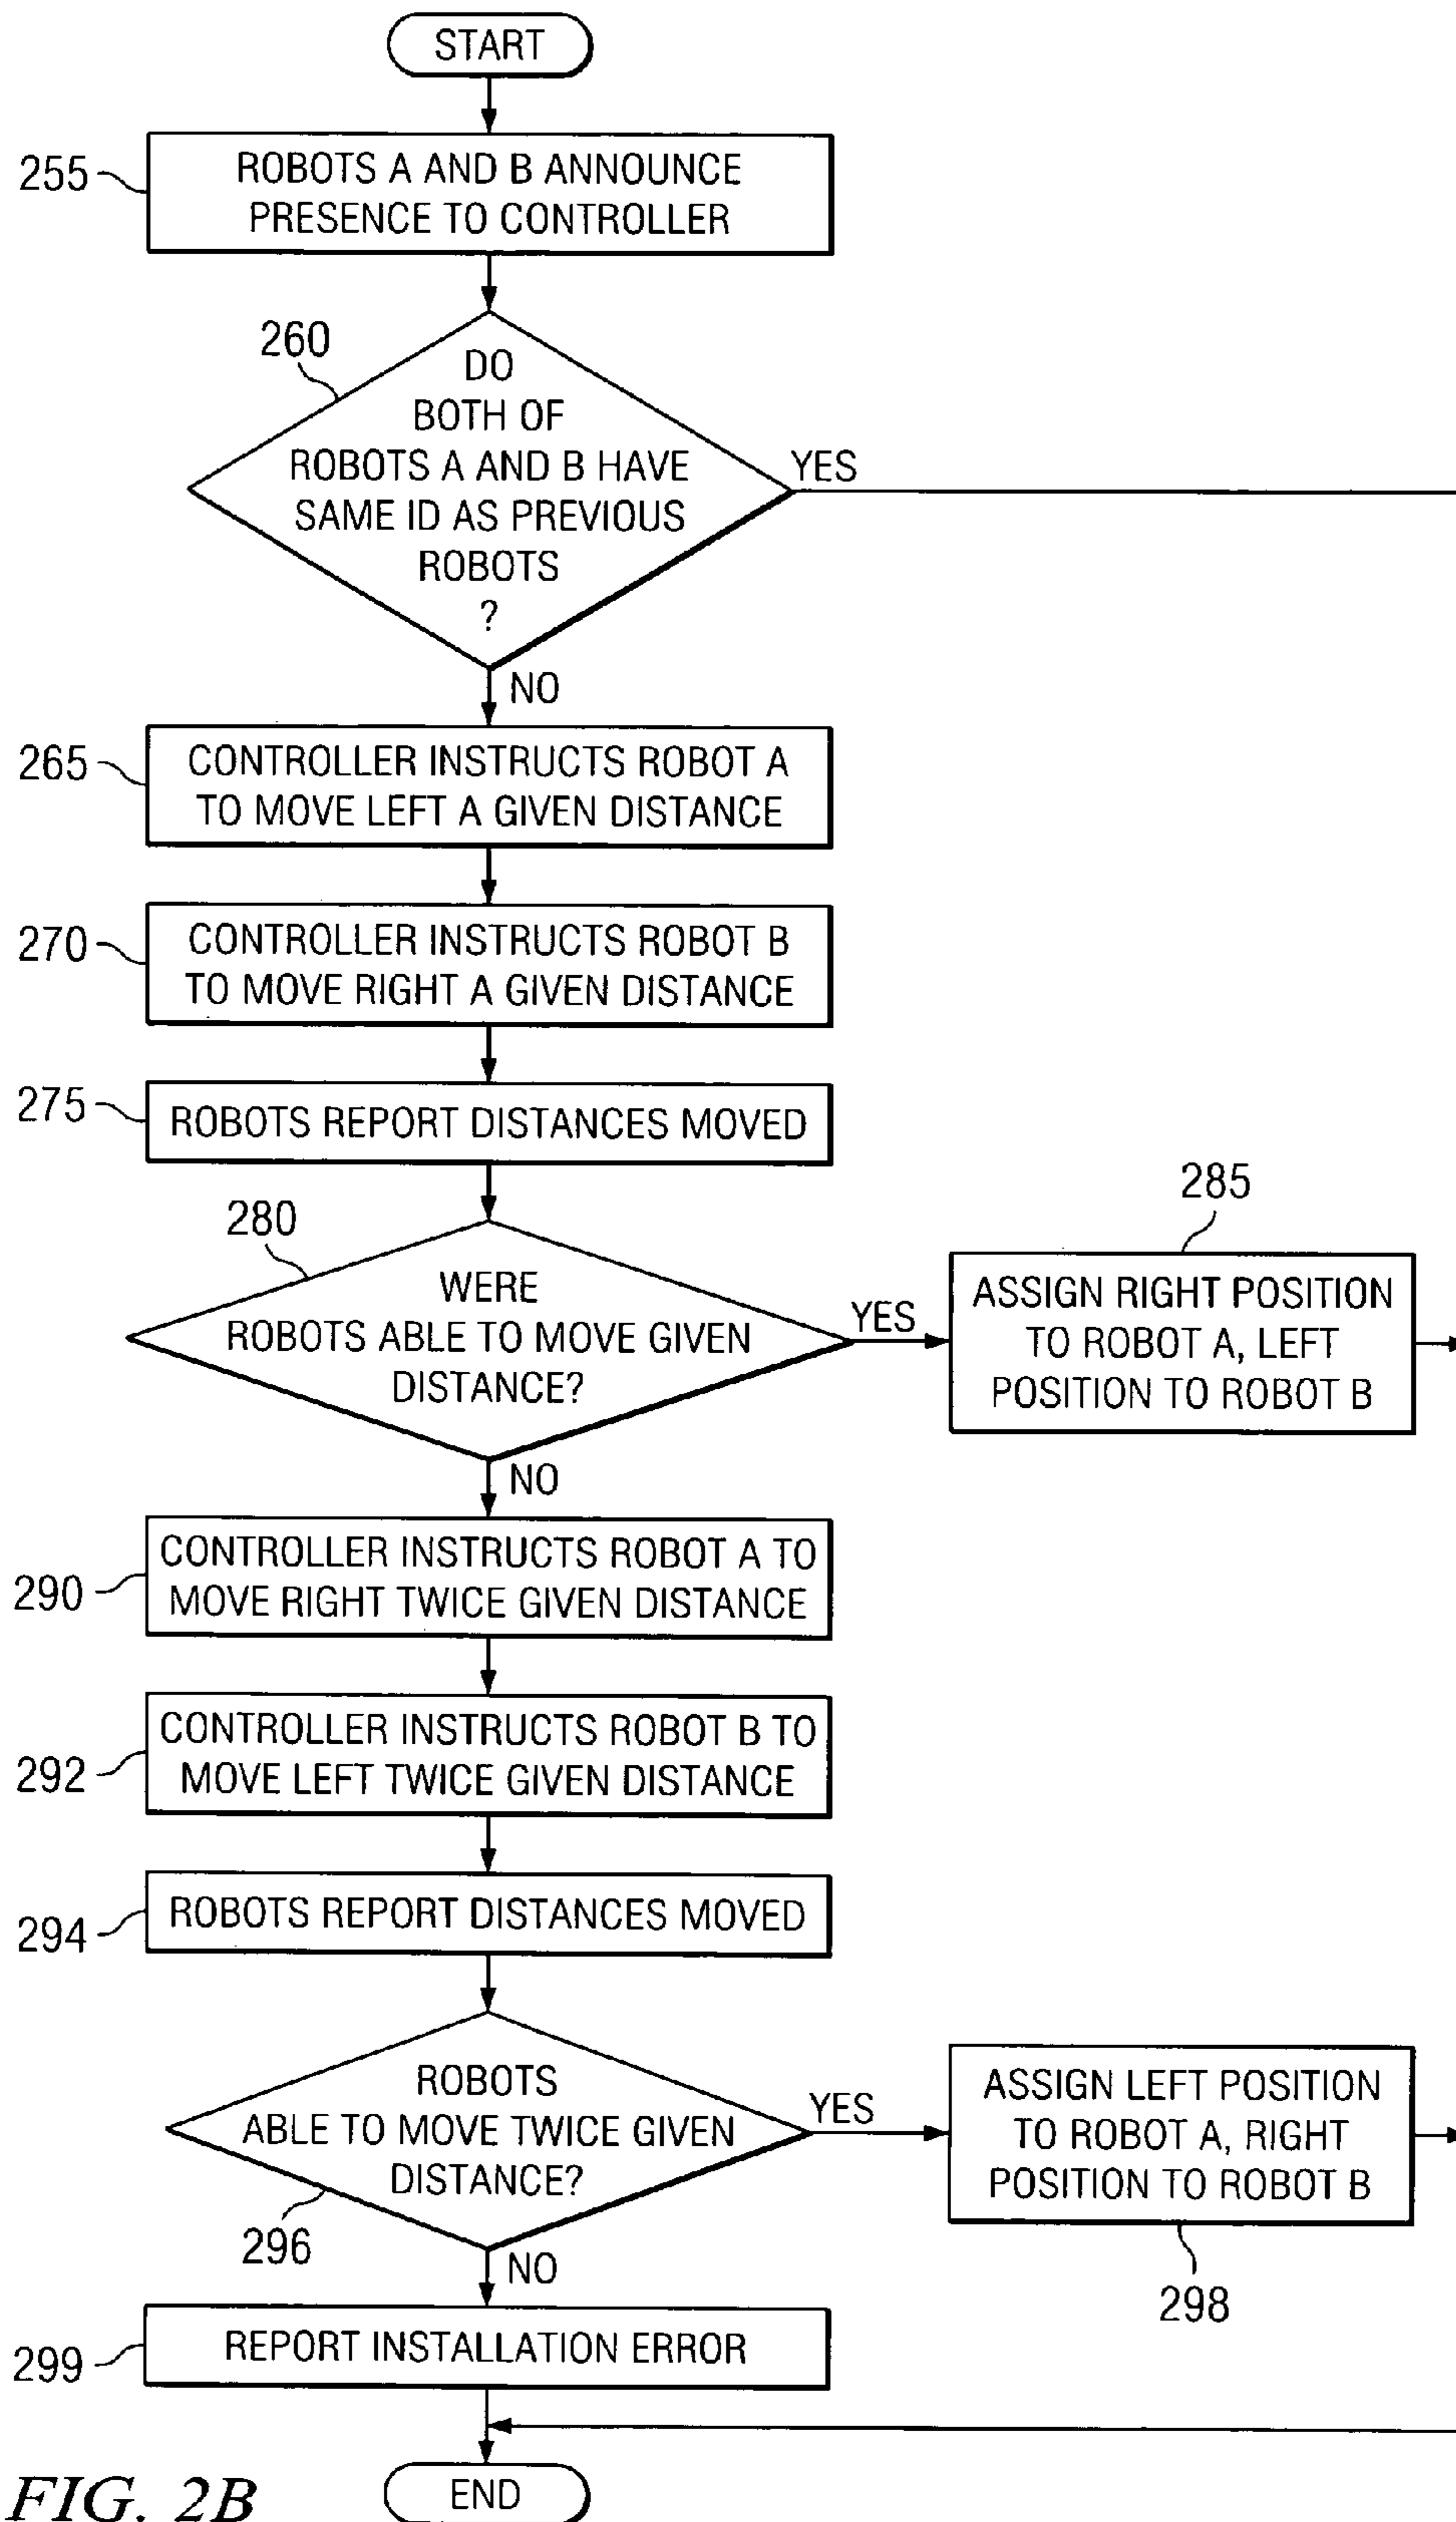 START
255
ROBOTS A AND B ANNOUNCE
PRESENCE TO CONTROLLER
260
DO
BOTH OF
ROBOTS A AND B HAVE
SAME ID AS PREVIOUS
ROBOTS
?
YES
NO
265
CONTROLLER INSTRUCTS ROBOT A
TO MOVE LEFT A GIVEN DISTANCE
270
CONTROLLER INSTRUCTS ROBOT B
TO MOVE RIGHT A GIVEN DISTANCE
275
ROBOTS REPORT DISTANCES MOVED
280
WERE
ROBOTS ABLE TO MOVE GIVEN
DISTANCE?
YES
285
ASSIGN RIGHT POSITION
TO ROBOT A, LEFT
POSITION TO ROBOT B
NO
290
CONTROLLER INSTRUCTS ROBOT A TO
MOVE RIGHT TWICE GIVEN DISTANCE
292
CONTROLLER INSTRUCTS ROBOT B TO
MOVE LEFT TWICE GIVEN DISTANCE
294
ROBOTS REPORT DISTANCES MOVED
ROBOTS
ABLE TO MOVE TWICE GIVEN
DISTANCE?
296
YES
ASSIGN LEFT POSITION
TO ROBOT A, RIGHT
POSITION TO ROBOT B
298
NO
299
REPORT INSTALLATION ERROR
END
FIG. 2B